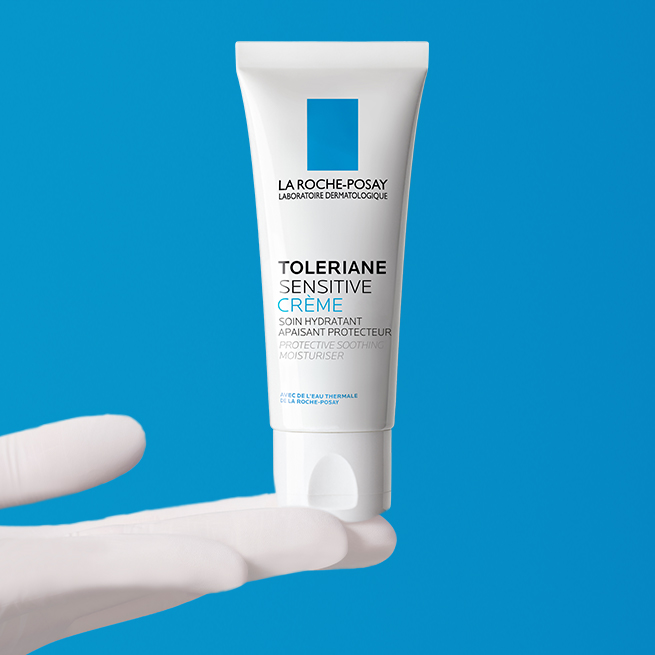 LA ROCHE-POSAY
LABORATOIRE DERMATOLOGIQUE
TOLERIANE
SENSITIVE
CRÈME
SOIN HYDRATANT
APAISANT PROTECTEUR
PROTECTIVE SOOTHING
MOISTURISER
AVEC DE L'EAU THERMALE
DE LA ROCHE-POSAY